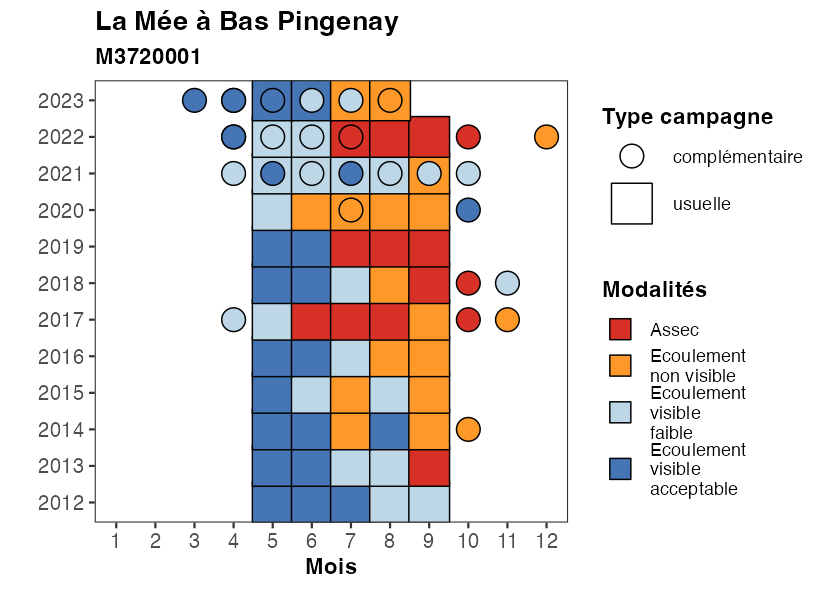 La Mée à Bas Pingenay
M3720001
2023
2022
2021
2020
2019
2018
2017
2016
2015
2014
2013
2012
1 2 3 4 5 6 7 8 9 10 11 12
Mois
Type campagne
complémentaire
usuelle
Modalités
Assec
Ecoulement
non visible
Ecoulement
visible
faible
Ecoulement
visible
acceptable